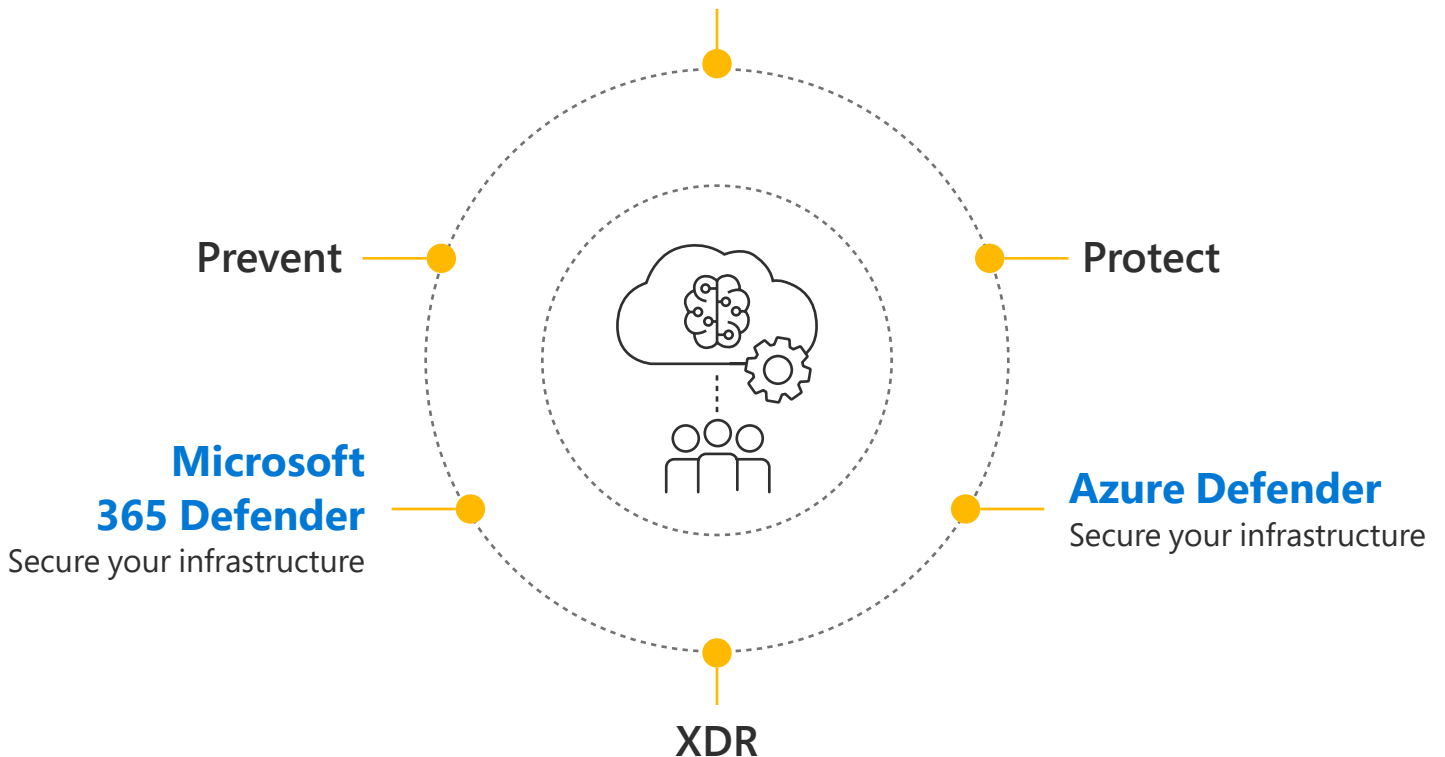 Prevent
Protect
Microsoft
365 Defender
Secure your infrastructure
Azure Defender
Secure your infrastructure
XDR